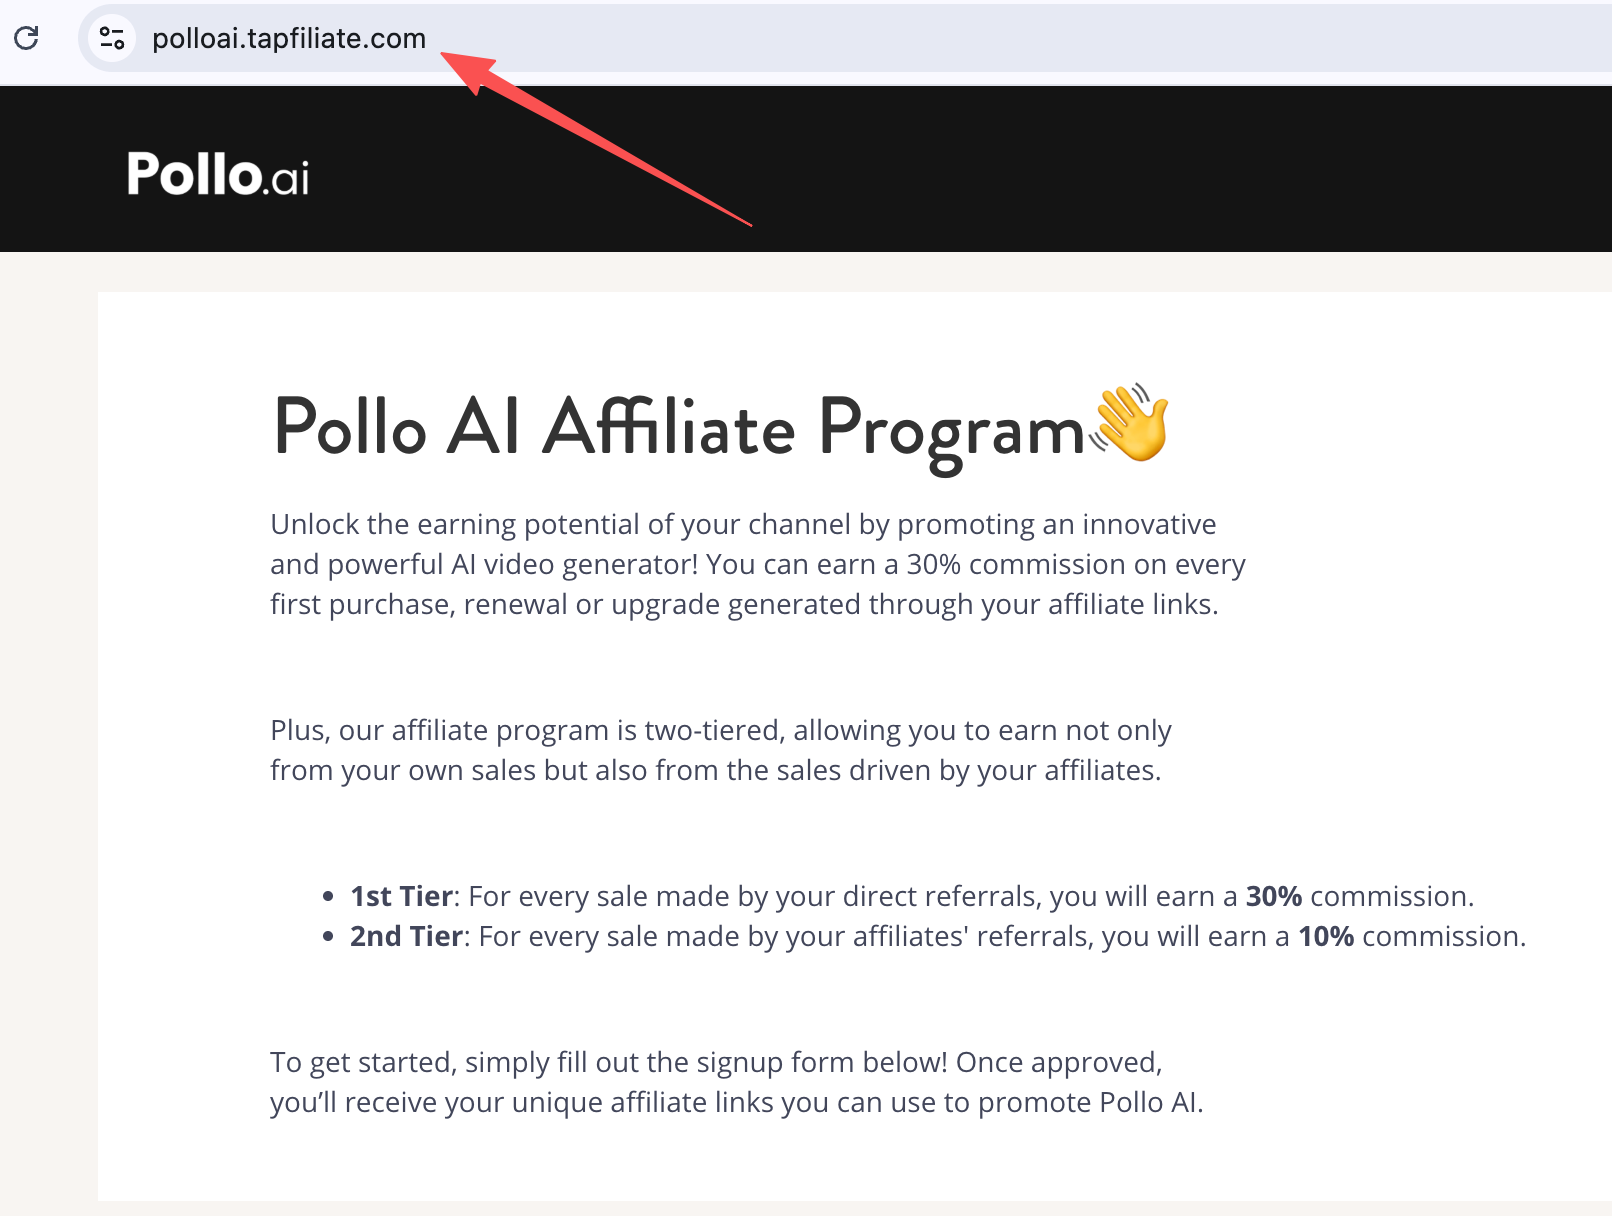 polloai.tapfiliate.com
Pollo.ai
Pollo AI Affiliate Program👋
Unlock the earning potential of your channel by promoting an innovative
and powerful AI video generator! You can earn a 30% commission on every
first purchase, renewal or upgrade generated through your affiliate links.
Plus, our affiliate program is two-tiered, allowing you to earn not only
from your own sales but also from the sales driven by your affiliates.
• 1st Tier: For every sale made by your direct referrals, you will earn a 30% commission.
• 2nd Tier: For every sale made by your affiliates' referrals, you will earn a 10% commission.
To get started, simply fill out the signup form below! Once approved,
you’ll receive your unique affiliate links you can use to promote Pollo AI.